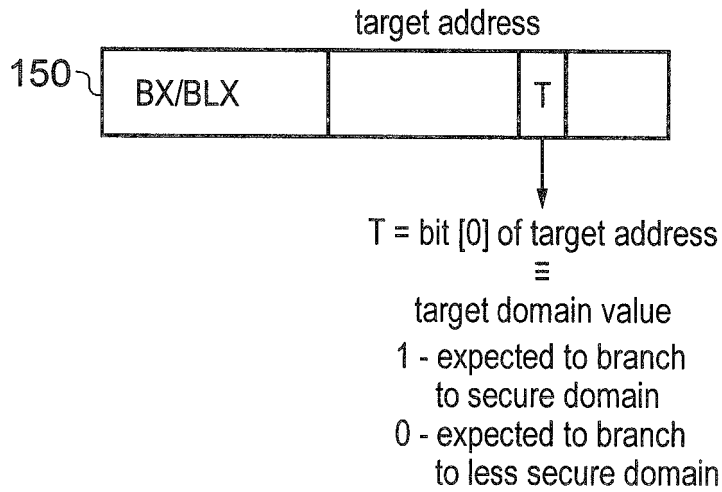 target address
150
BX/BLX
T
T = bit [0] of target address
≡
target domain value
1 - expected to branch
to secure domain
0 - expected to branch
to less secure domain